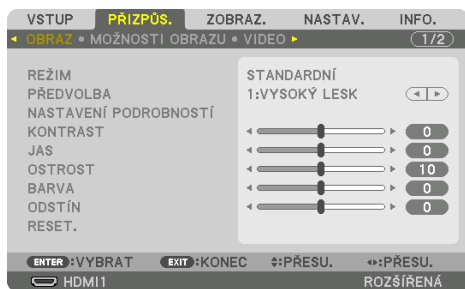 VSTUP PŘIZPŮS. ZOBRAZ. NASTAV. INFO.
OBRAZ • MOŽNOSTI OBRAZU • VIDEO 1/2
REŽIM STANDARDNÍ
PŘEDVOLBA 1:VYSOKÝ LESK
NASTAVENÍ PODROBNOSTÍ
KONTRAST 0
JAS 0
OSTROST 10
BARVA 0
ODSTÍN 0
RESET.
ENTER :VYBRAT EXIT :KONEC :PŘESU. :PŘESU.
HDMI1 ROZŠÍŘENÁ